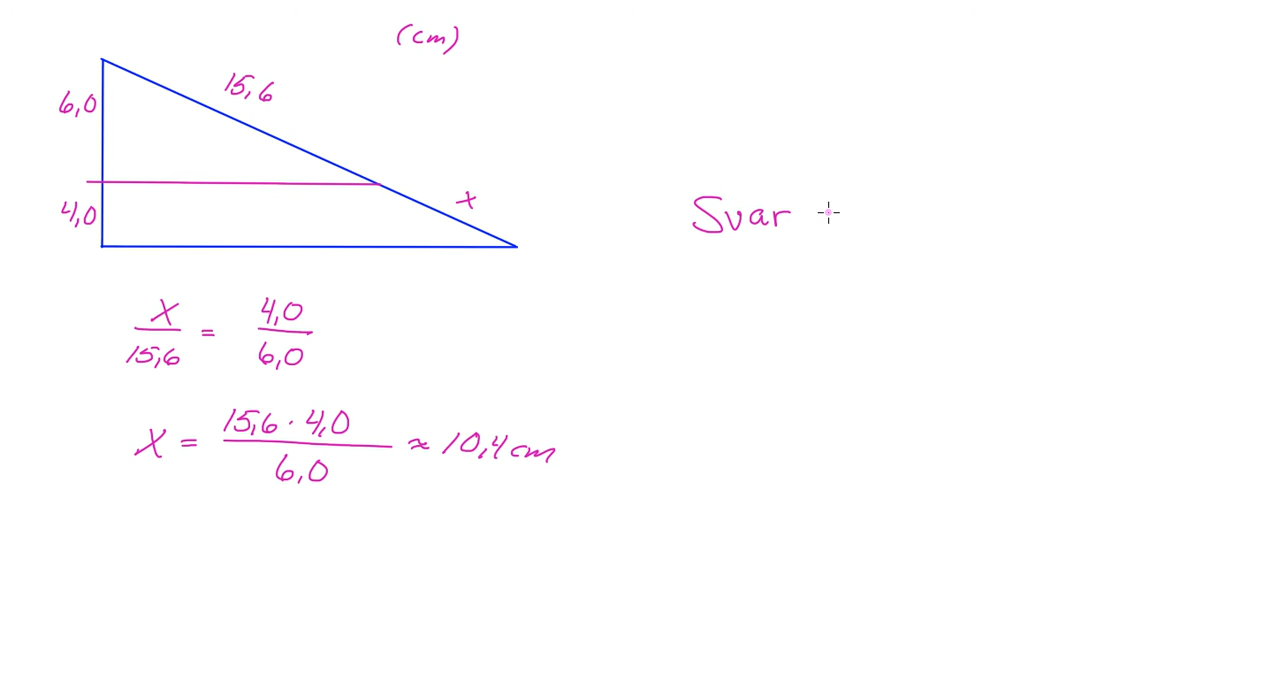 (cm)
15,6
6,0
x
4,0
Svar
x/15,6 = 4,0/6,0
x = 15,6 · 4,0/6,0 ≈ 10,4 cm